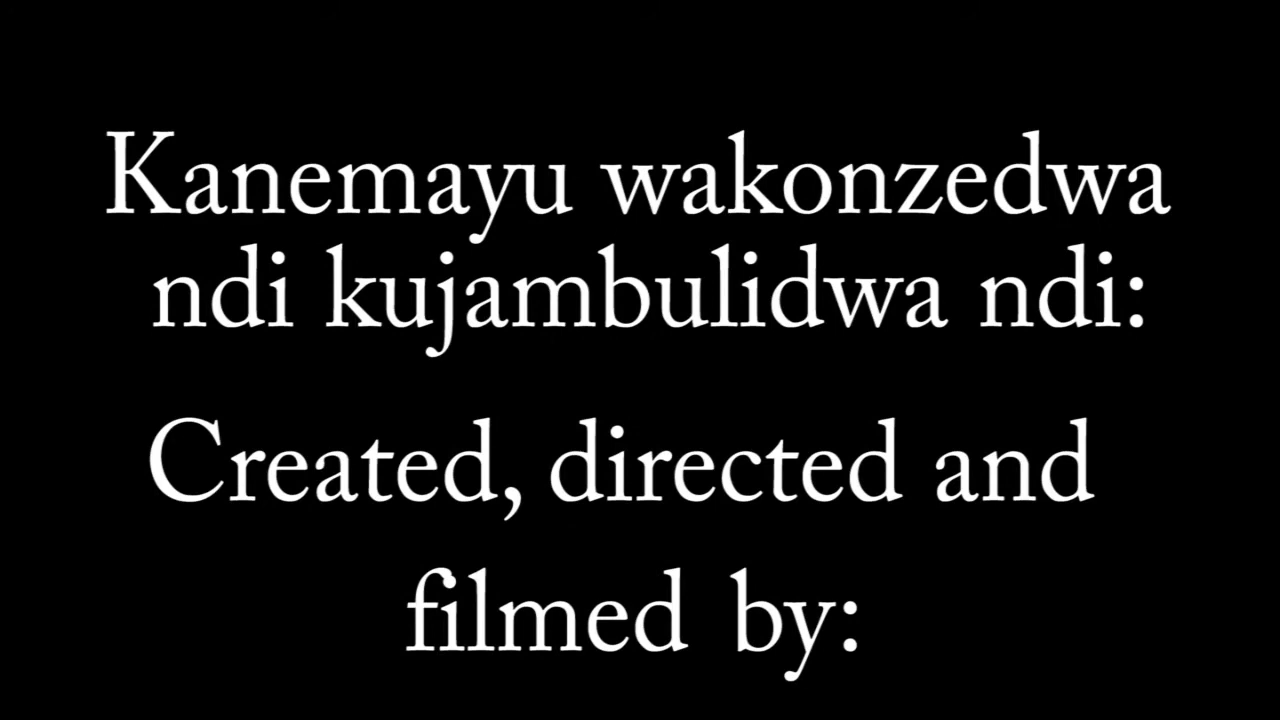 Kanemayu wakonzedwa
ndi kujambulidwa ndi:
Created, directed and
filmed by: